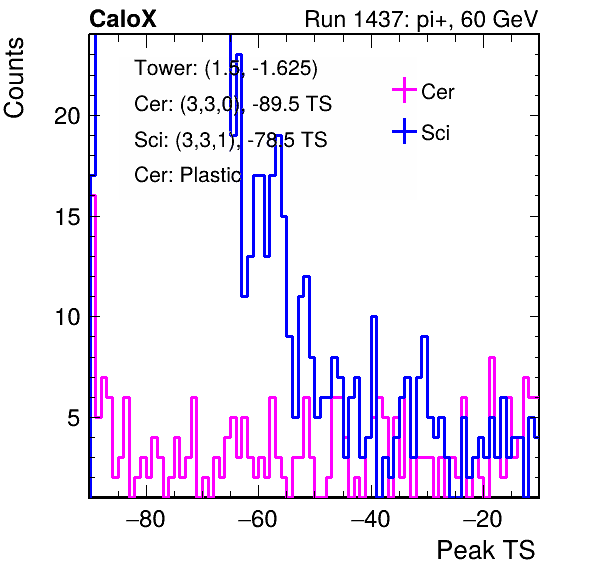 CaloX
Run 1437: pi+, 60 GeV
Counts
Tower: (1.5, -1.625)
Cer: (3,3,0), -89.5 TS
Sci: (3,3,1), -78.5 TS
Cer: Plastic
Cer
Sci
20
15
10
5
−80
−60
−40
−20
Peak TS